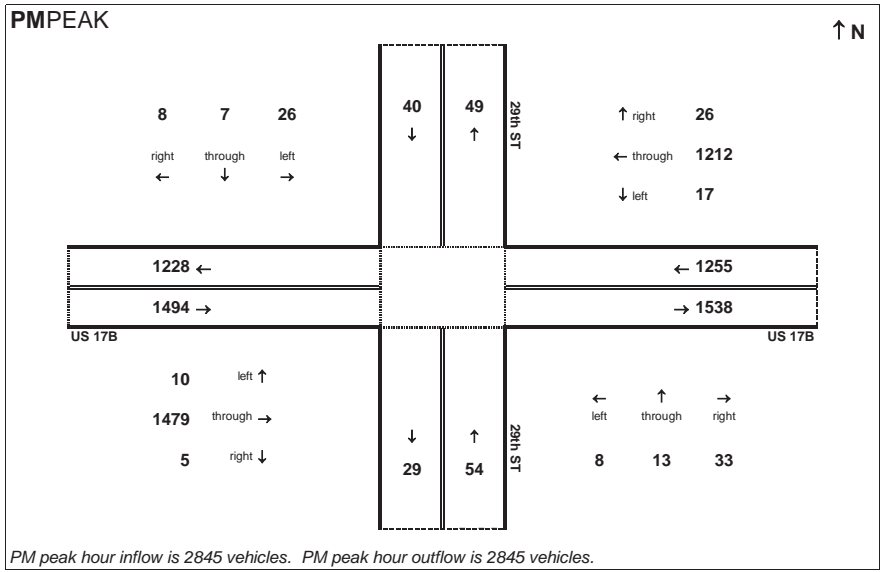 PMPEAK
↑ N
8 7 26
right through left
← ↓ →
40 49
↓ ↑
29th ST
↑ right 26
← through 1212
↓ left 17
1228 ←
← 1255
1494 →
→ 1538
US 17B
US 17B
10 left ↑
1479 through →
5 right ↓
↓ ↑
29 54
29th ST
← ↑ →
left through right
8 13 33
PM peak hour inflow is 2845 vehicles. PM peak hour outflow is 2845 vehicles.